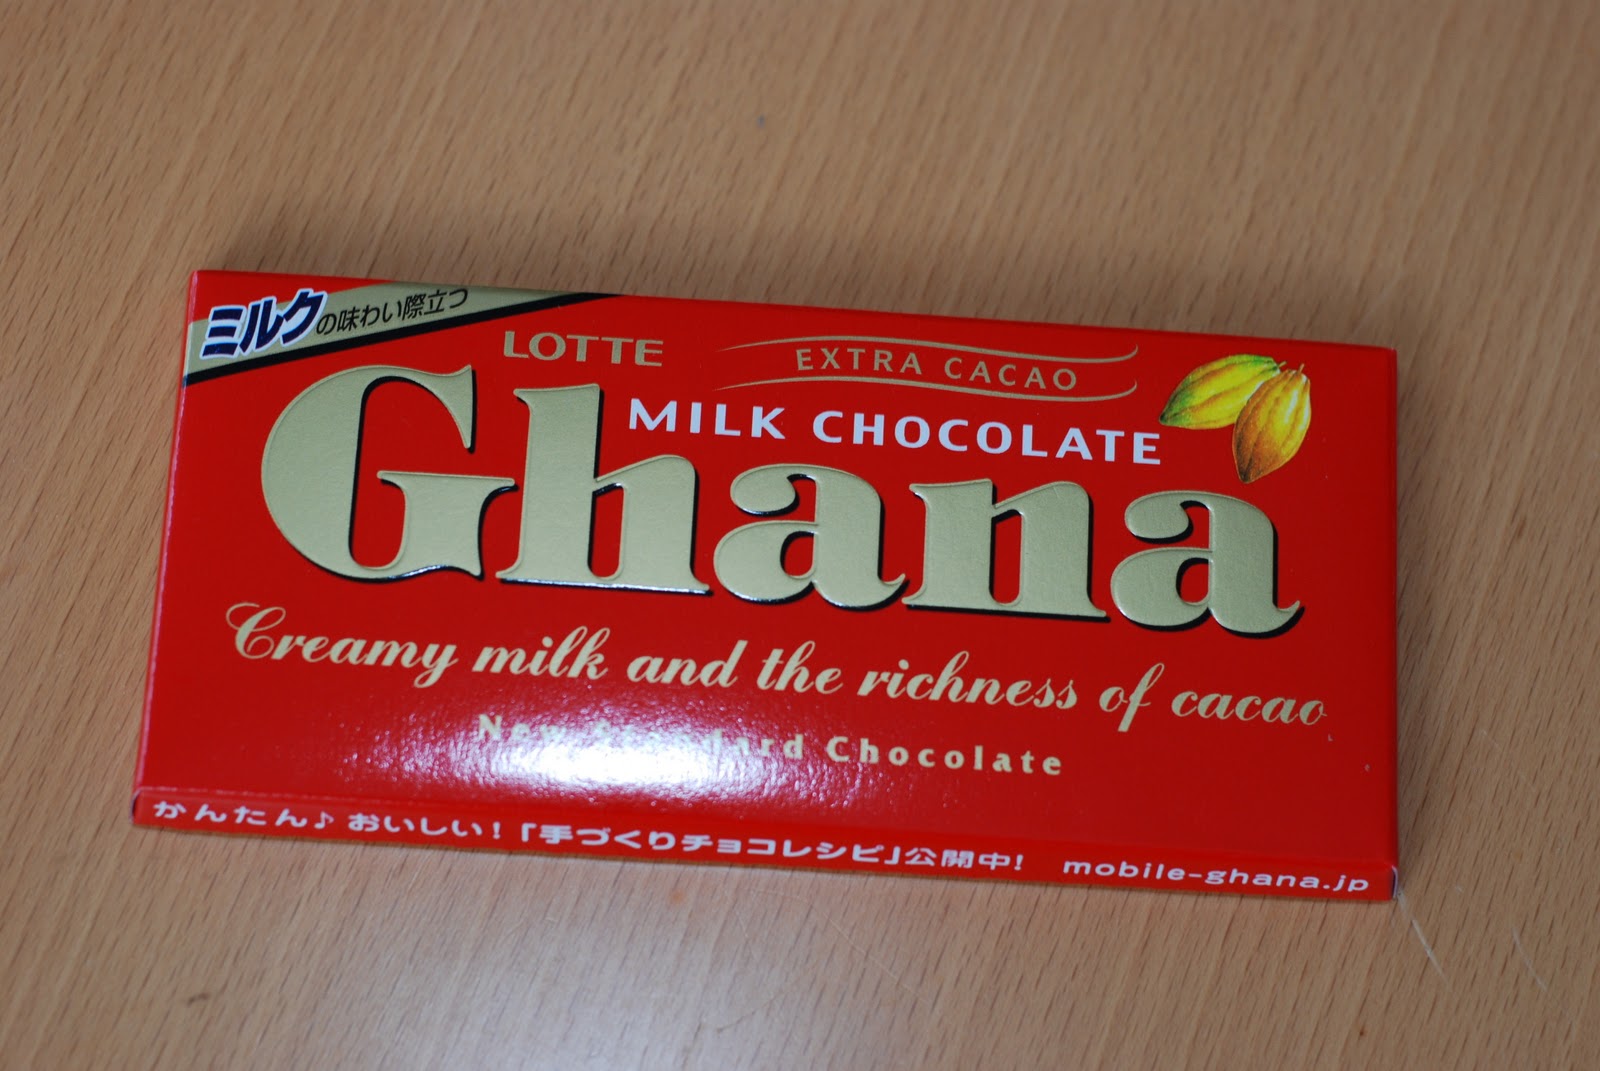 ミルクの味わい際立つ
LOTTE
EXTRA CACAO
MILK CHOCOLATE
Ghana
Creamy milk and the richness of cacao
New Standard Chocolate
かんたん♪おいしい!「手づくりチョコレシピ」公開中! mobile-ghana.jp